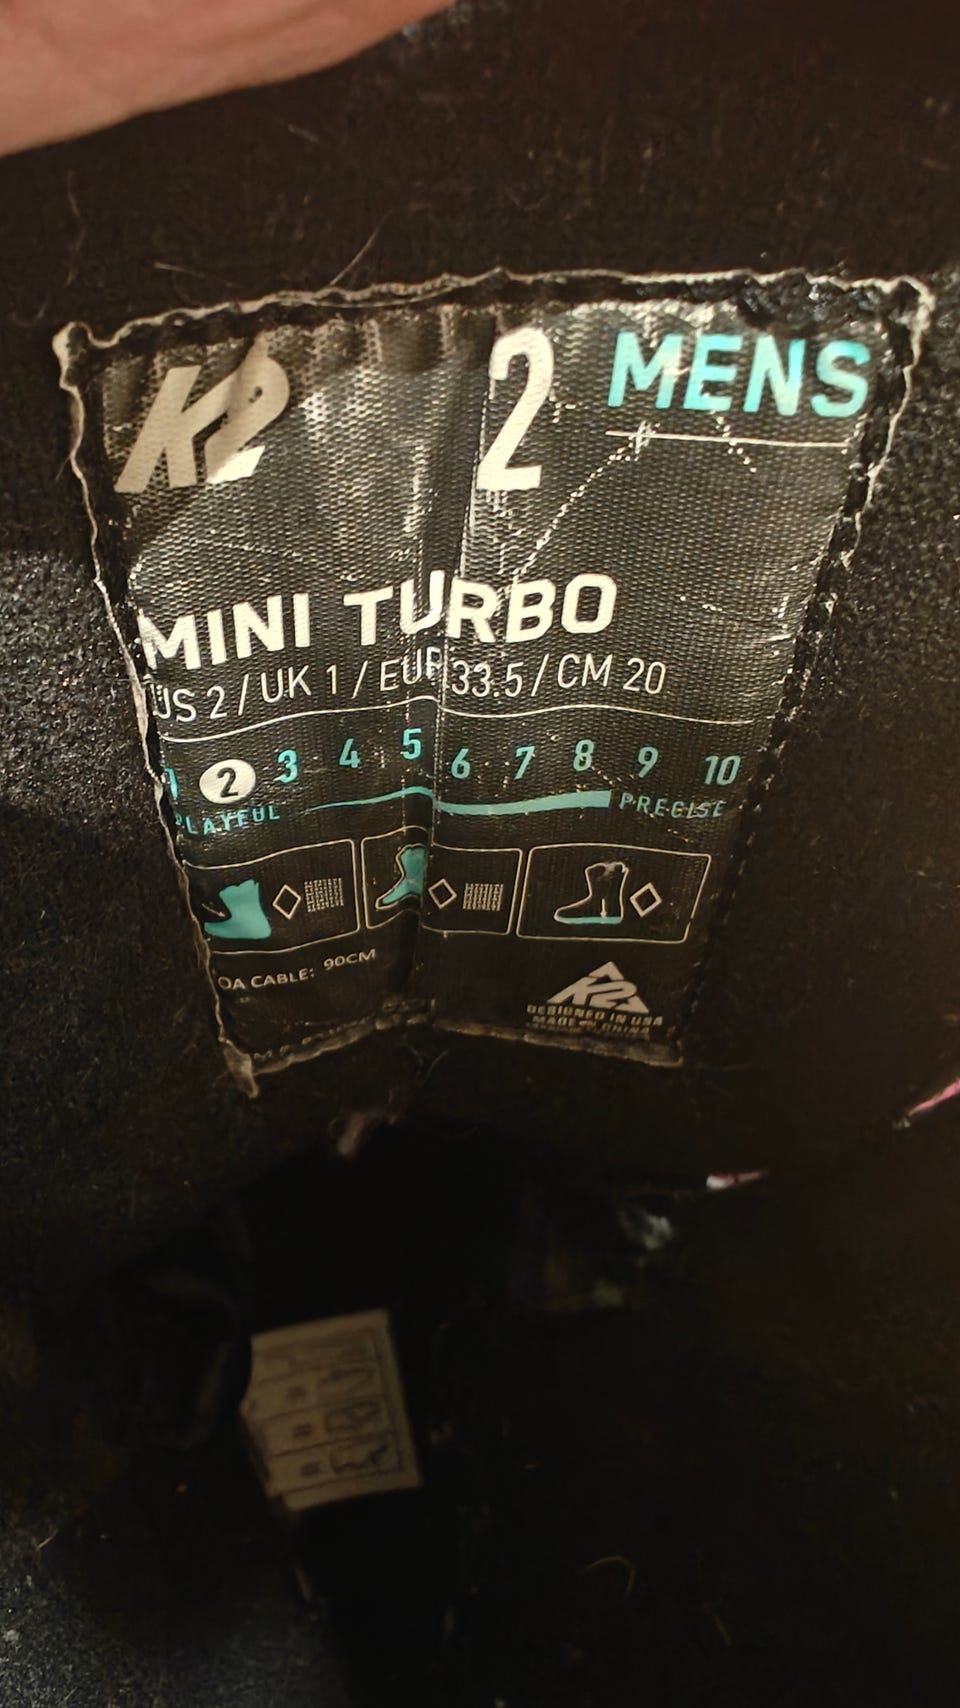 K2 2 MENS
MINI TURBO
US 2 / UK 1 / EUR 33.5 / CM 20
1 2 3 4 5 6 7 8 9 10
PLAYFUL PRECISE
OA CABLE: 90CM
K2
DESIGNED IN USA
MADE IN CHINA